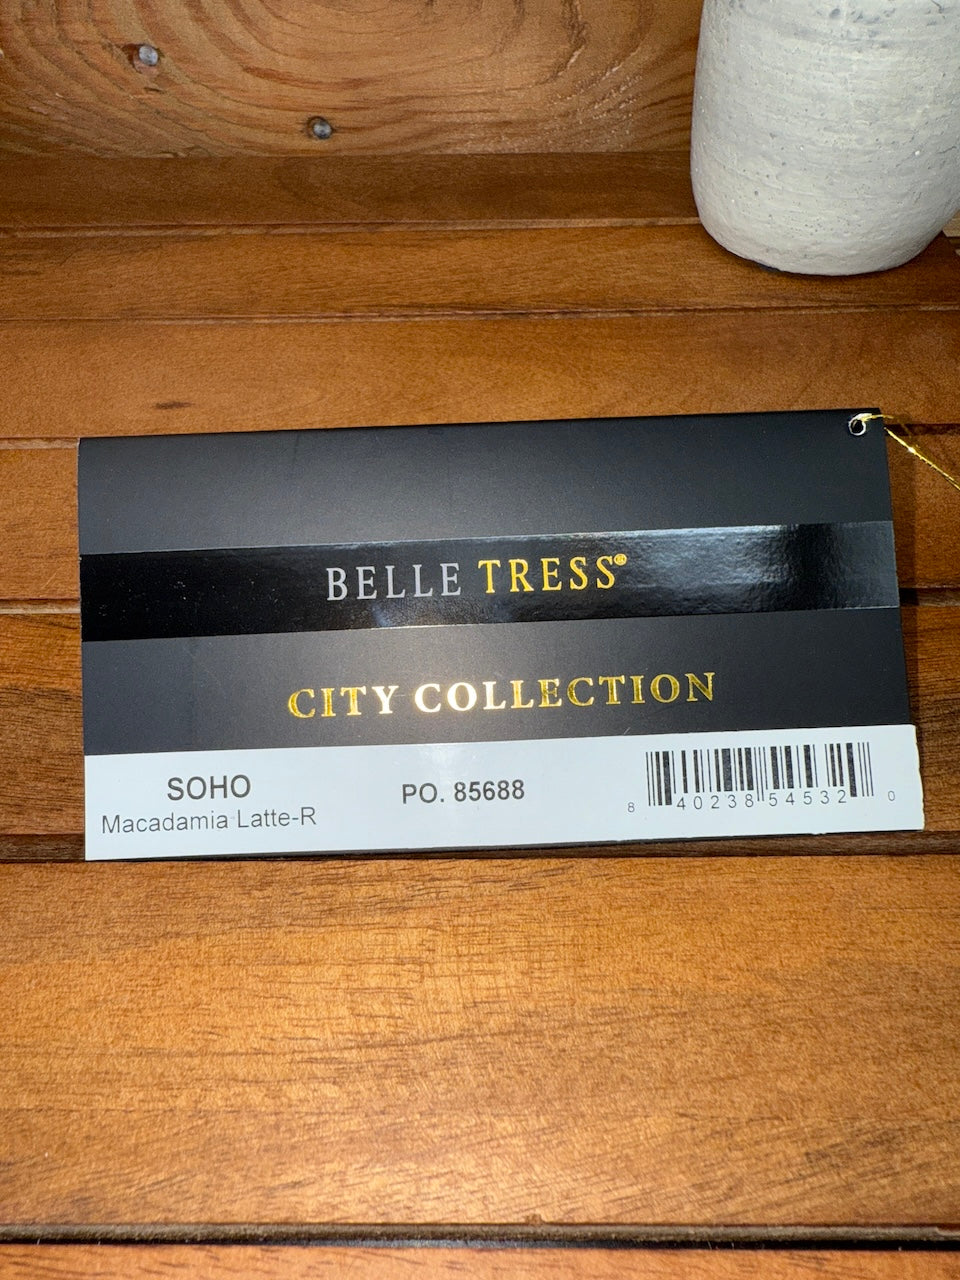 BELLE TRESS®
CITY COLLECTION
SOHO
Macadamia Latte-R
PO. 85688
8 40238 54532 0